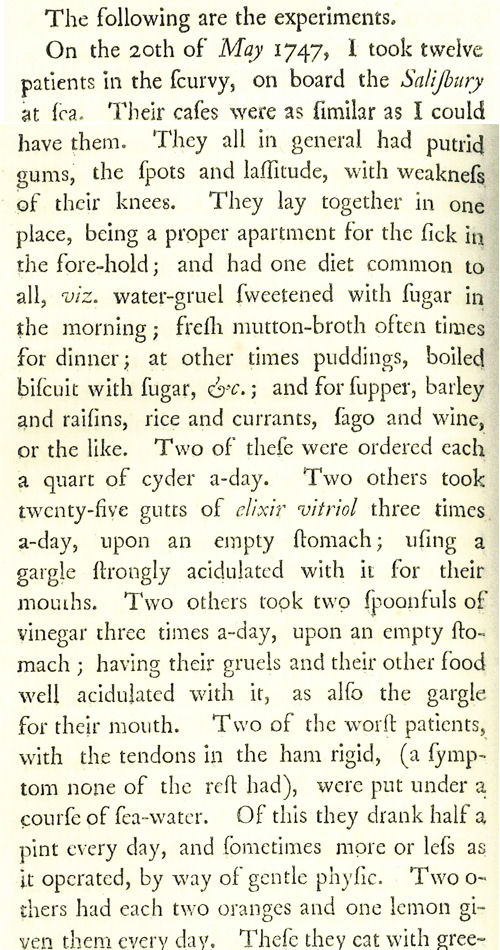 The following are the experiments.
On the 20th of May 1747, I took twelve
patients in the ſcurvy, on board the Saliſbury
at ſea. Their caſes were as ſimilar as I could
have them. They all in general had putrid
gums, the ſpots and laſſitude, with weakneſs
of their knees. They lay together in one
place, being a proper apartment for the ſick in
the fore-hold; and had one diet common to
all, viz. water-gruel ſweetened with ſugar in
the morning; freſh mutton-broth often times
for dinner; at other times puddings, boiled
biſcuit with ſugar, &c.; and for ſupper, barley
and raiſins, rice and currants, ſago and wine,
or the like. Two of theſe were ordered each
a quart of cyder a-day. Two others took
twenty-five gutts of elixir vitriol three times
a-day, upon an empty ſtomach; uſing a
gargle ſtrongly acidulated with it for their
mouths. Two others took two ſpoonfuls of
vinegar three times a-day, upon an empty ſto-
mach; having their gruels and their other food
well acidulated with it, as alſo the gargle
for their mouth. Two of the worſt patients,
with the tendons in the ham rigid, (a ſymp-
tom none of the reſt had), were put under a
courſe of ſea-water. Of this they drank half a
pint every day, and ſometimes more or leſs as
it operated, by way of gentle phyſic. Two o-
thers had each two oranges and one lemon gi-
ven them every day. Theſe they eat with gree-